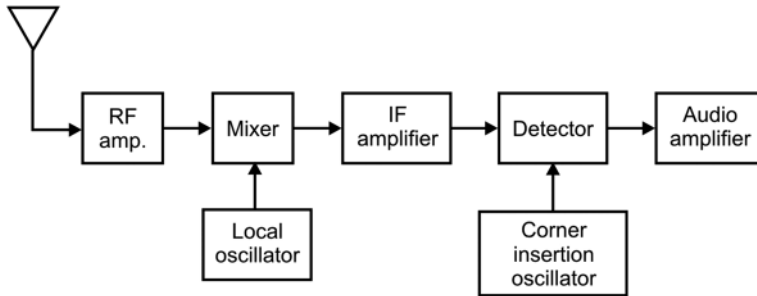 RF
amp.
Mixer
IF
amplifier
Detector
Audio
amplifier
Local
oscillator
Corner
insertion
oscillator